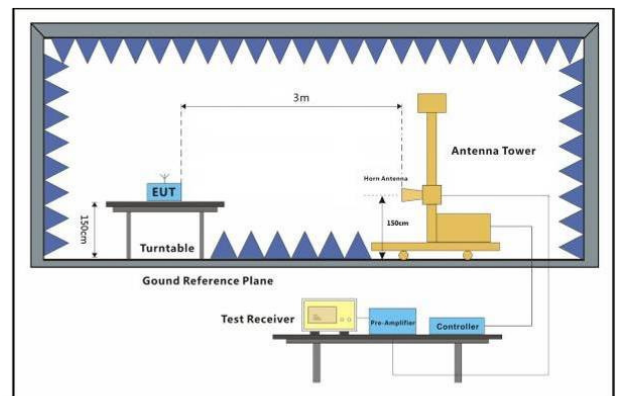 3m
Antenna Tower
Horn Antenna
EUT
150cm
150cm
Turntable
Gound Reference Plane
Test Receiver
Pre-Amplifier
Controller